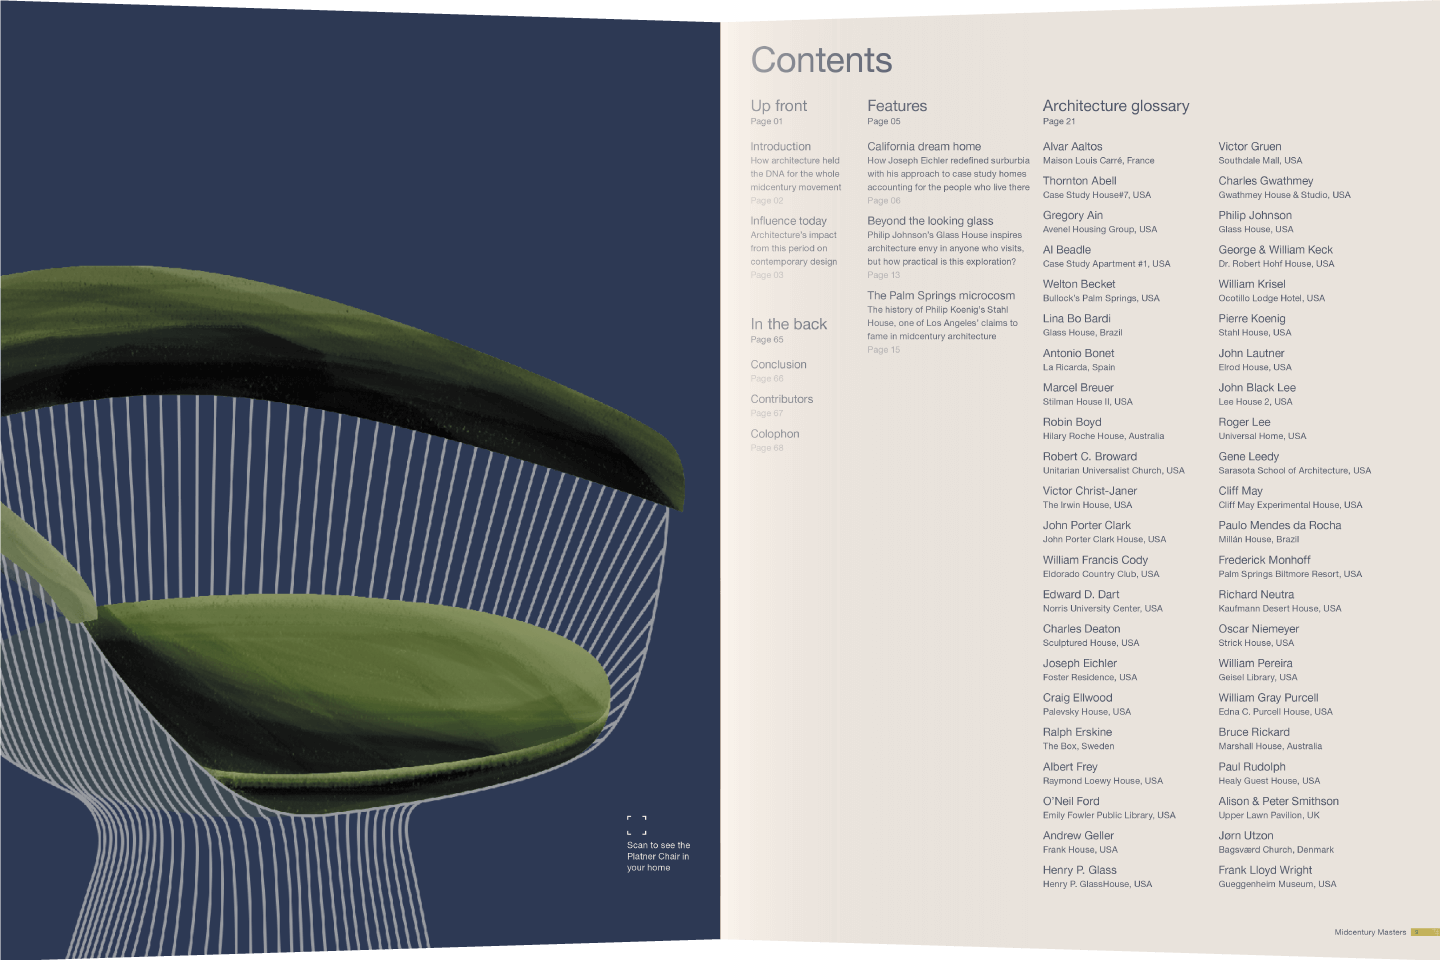 Scan to see the
Platner Chair in
your home
Contents
Up front
Page 01
Introduction
How architecture held
the DNA for the whole
midcentury movement
Page 02
Influence today
Architecture's impact
from this period on
contemporary design
Page 03
In the back
Page 65
Conclusion
Page 66
Contributors
Page 67
Colophon
Page 68
Features
Page 05
California dream home
How Joseph Eichler redefined surburbia
with his approach to case study homes
accounting for the people who live there
Page 06
Beyond the looking glass
Philip Johnson's Glass House inspires
architecture envy in anyone who visits,
but how practical is this exploration?
Page 13
The Palm Springs microcosm
The history of Philip Koenig's Stahl
House, one of Los Angeles' claims to
fame in midcentury architecture
Page 15
Architecture glossary
Page 21
Alvar Aaltos
Maison Louis Carré, France
Thornton Abell
Case Study House#7, USA
Gregory Ain
Avenel Housing Group, USA
Al Beadle
Case Study Apartment #1, USA
Welton Becket
Bullock's Palm Springs, USA
Lina Bo Bardi
Glass House, Brazil
Antonio Bonet
La Ricarda, Spain
Marcel Breuer
Stilman House II, USA
Robin Boyd
Hilary Roche House, Australia
Robert C. Broward
Unitarian Universalist Church, USA
Victor Christ-Janer
The Irwin House, USA
John Porter Clark
John Porter Clark House, USA
William Francis Cody
Eldorado Country Club, USA
Edward D. Dart
Norris University Center, USA
Charles Deaton
Sculptured House, USA
Joseph Eichler
Foster Residence, USA
Craig Ellwood
Palevsky House, USA
Ralph Erskine
The Box, Sweden
Albert Frey
Raymond Loewy House, USA
O'Neil Ford
Emily Fowler Public Library, USA
Andrew Geller
Frank House, USA
Henry P. Glass
Henry P. GlassHouse, USA
Victor Gruen
Southdale Mall, USA
Charles Gwathmey
Gwathmey House & Studio, USA
Philip Johnson
Glass House, USA
George & William Keck
Dr. Robert Hohf House, USA
William Krisel
Ocotillo Lodge Hotel, USA
Pierre Koenig
Stahl House, USA
John Lautner
Elrod House, USA
John Black Lee
Lee House 2, USA
Roger Lee
Universal Home, USA
Gene Leedy
Sarasota School of Architecture, USA
Cliff May
Cliff May Experimental House, USA
Paulo Mendes da Rocha
Millán House, Brazil
Frederick Monhoff
Palm Springs Biltmore Resort, USA
Richard Neutra
Kaufmann Desert House, USA
Oscar Niemeyer
Strick House, USA
William Pereira
Geisel Library, USA
William Gray Purcell
Edna C. Purcell House, USA
Bruce Rickard
Marshall House, Australia
Paul Rudolph
Healy Guest House, USA
Alison & Peter Smithson
Upper Lawn Pavilion, UK
Jørn Utzon
Bagsværd Church, Denmark
Frank Lloyd Wright
Gueggenheim Museum, USA
Midcentury Masters